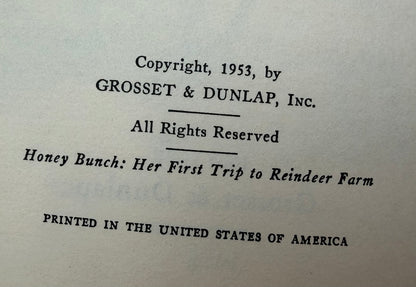 Copyright, 1953, by
GROSSET & DUNLAP, INC.
All Rights Reserved
Honey Bunch: Her First Trip to Reindeer Farm
PRINTED IN THE UNITED STATES OF AMERICA